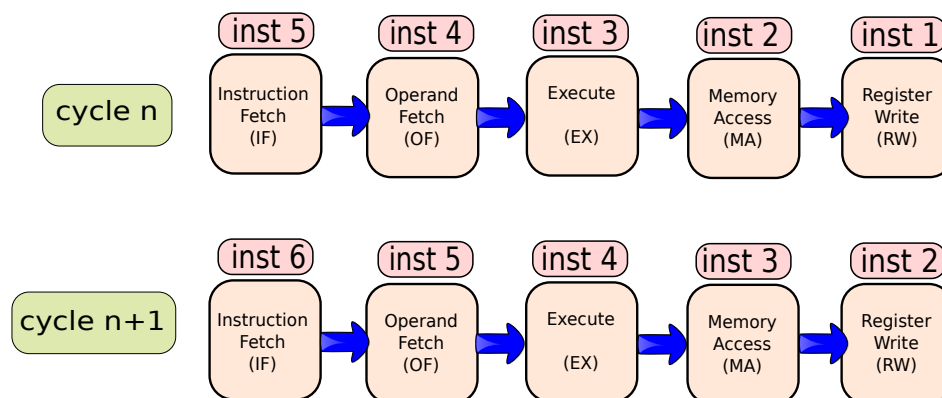 inst 5
inst 4
inst 3
inst 2
inst 1
cycle n
Instruction
Fetch
(IF)
Operand
Fetch
(OF)
Execute
(EX)
Memory
Access
(MA)
Register
Write
(RW)
inst 6
inst 5
inst 4
inst 3
inst 2
cycle n+1
Instruction
Fetch
(IF)
Operand
Fetch
(OF)
Execute
(EX)
Memory
Access
(MA)
Register
Write
(RW)